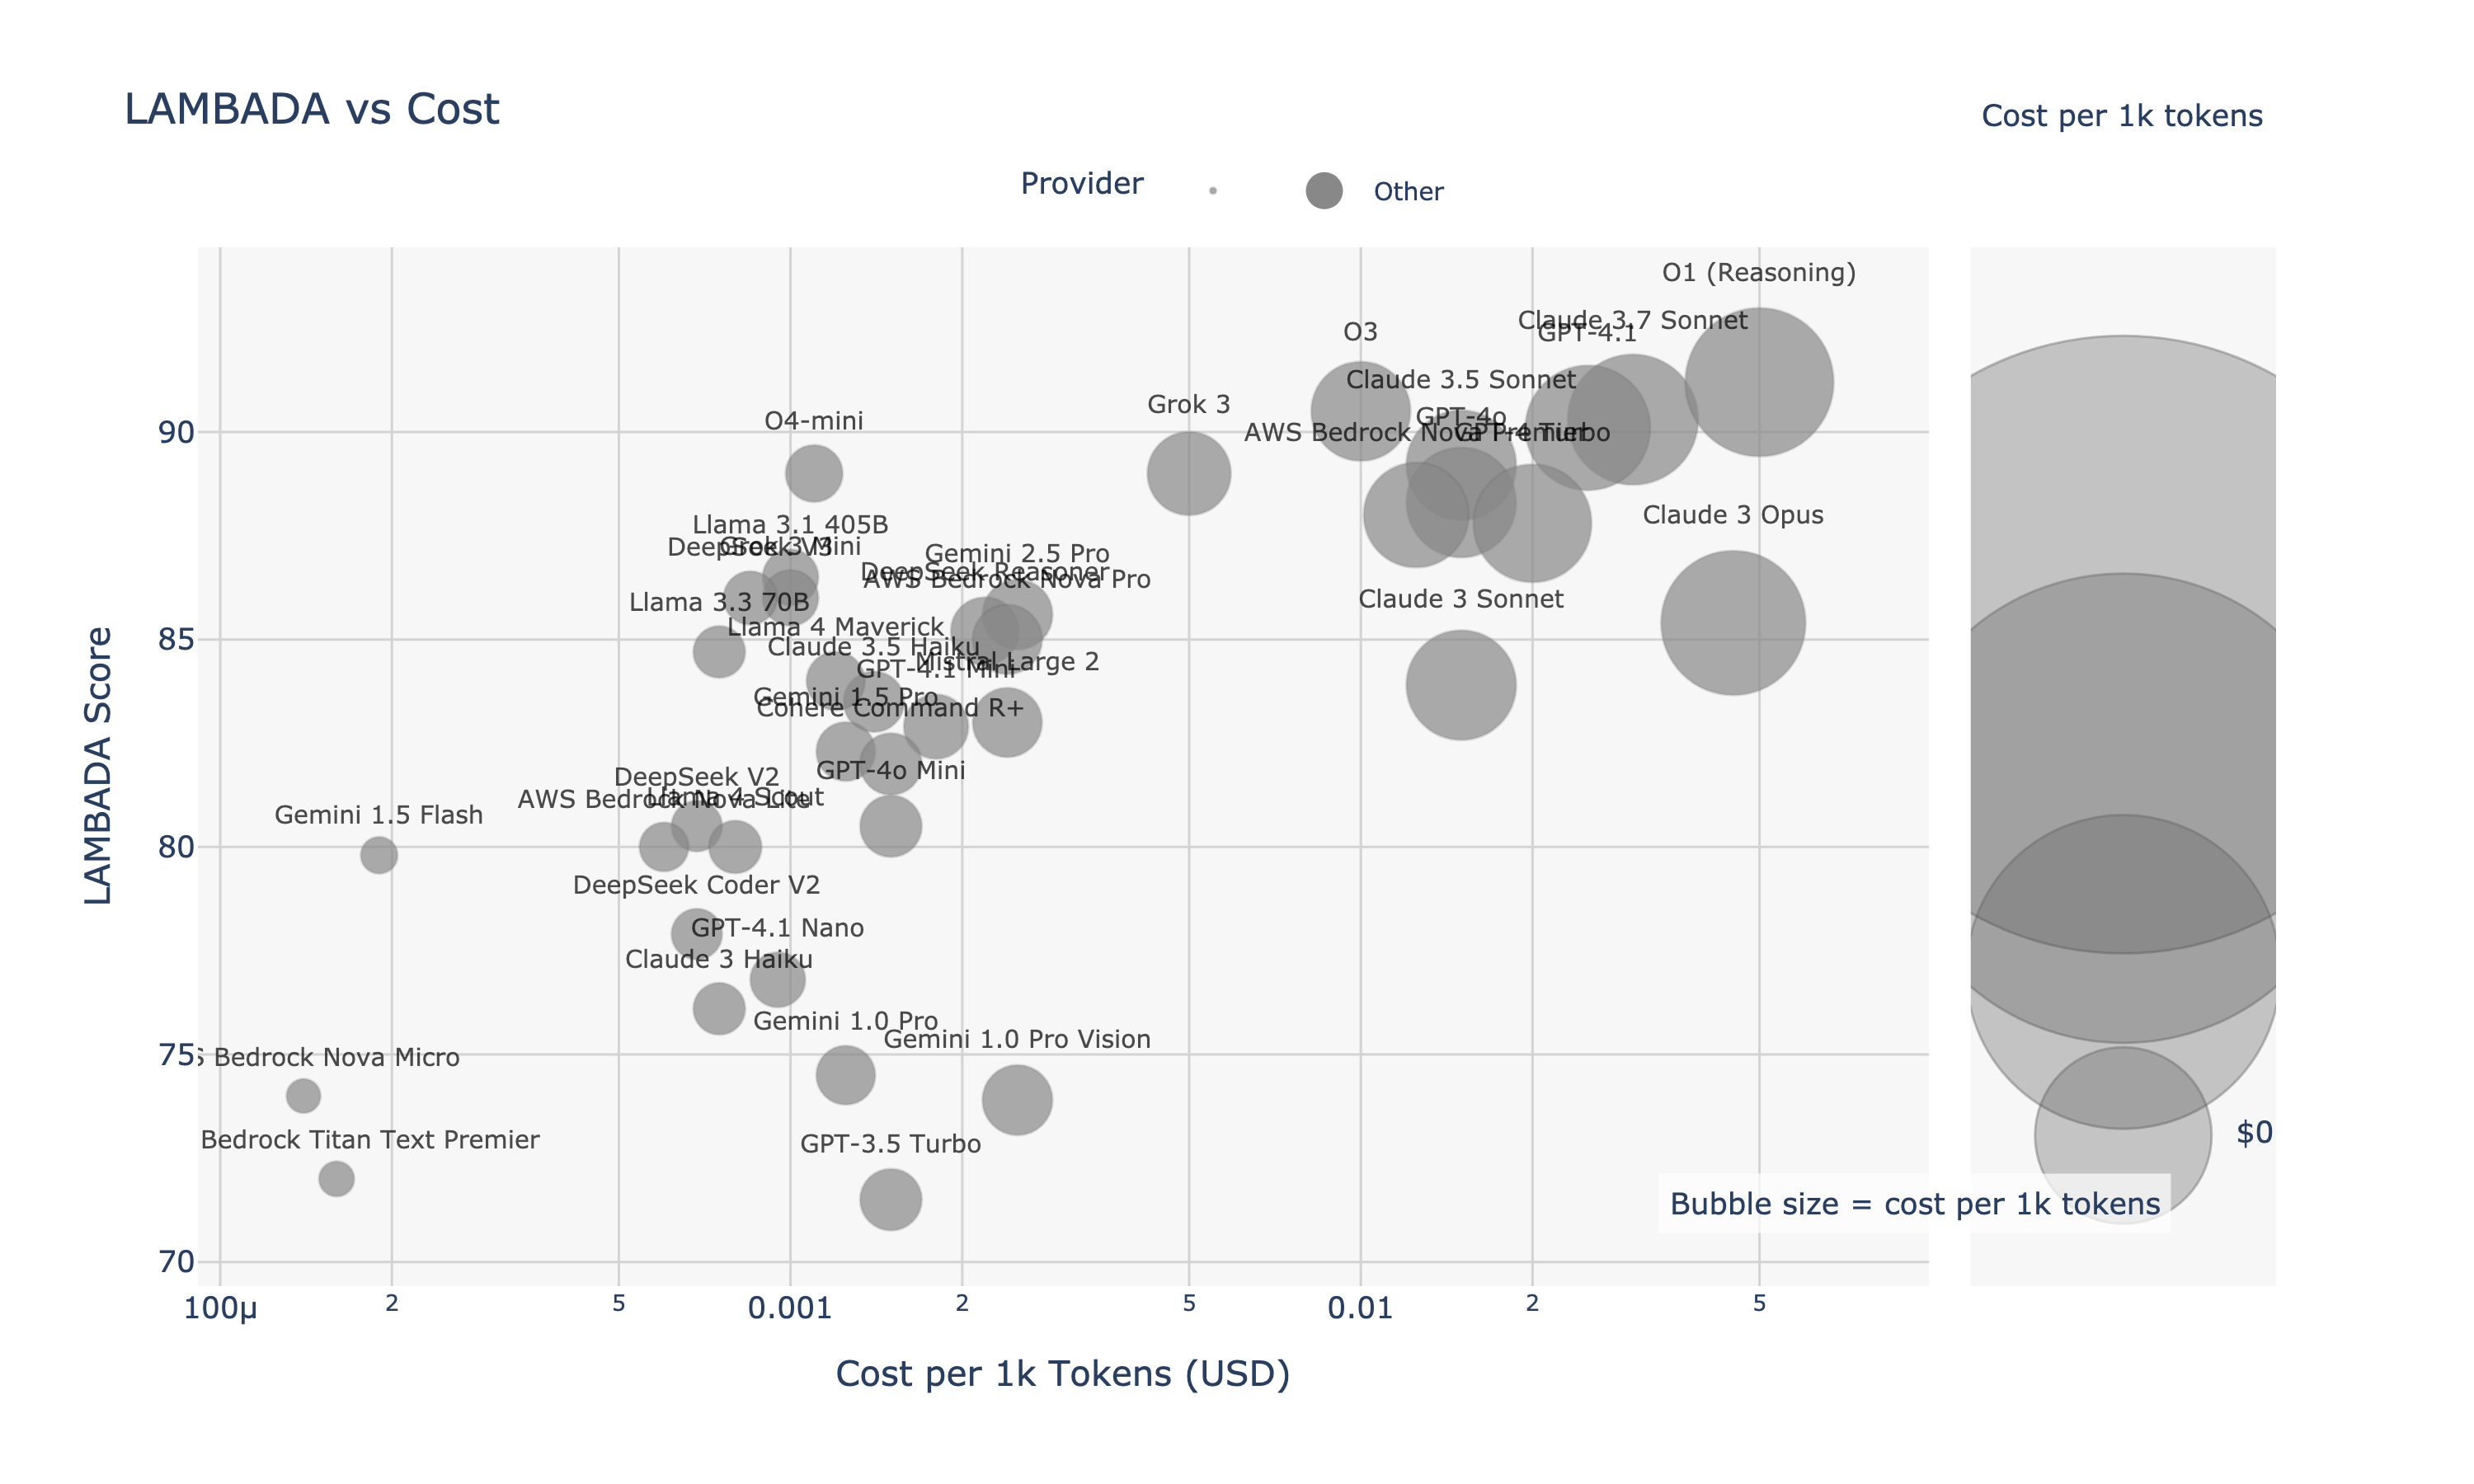 LAMBADA vs Cost
Cost per 1k tokens
Provider
Other
O1 (Reasoning)
Claude 3.7 Sonnet
GPT-4.1
O3
Claude 3.5 Sonnet
Grok 3
GPT-4o
O4-mini
AWS Bedrock Nova Premier
GPT-4 Turbo
Claude 3 Opus
Llama 3.1 405B
DeepSeek V3
Grok 3 Mini
Gemini 2.5 Pro
DeepSeek Reasoner
AWS Bedrock Nova Pro
Claude 3 Sonnet
Llama 3.3 70B
Llama 4 Maverick
Claude 3.5 Haiku
Mistral Large 2
GPT-4.1 Mini
Gemini 1.5 Pro
Cohere Command R+
GPT-4o Mini
DeepSeek V2
AWS Bedrock Nova Lite
Llama 4 Scout
Gemini 1.5 Flash
DeepSeek Coder V2
GPT-4.1 Nano
Claude 3 Haiku
Gemini 1.0 Pro
Gemini 1.0 Pro Vision
S Bedrock Nova Micro
Bedrock Titan Text Premier
GPT-3.5 Turbo
$0
Bubble size = cost per 1k tokens
LAMBADA Score
90
85
80
75
70
100µ 2 5 0.001 2 5 0.01 2 5
Cost per 1k Tokens (USD)